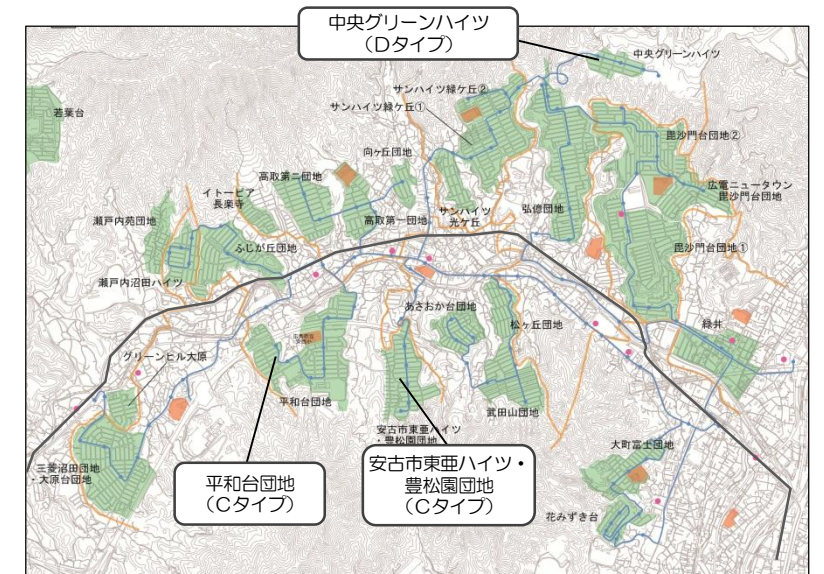 中央グリーンハイツ
（Dタイプ）
中央グリーンハイツ
サンハイツ緑ケ丘②
サンハイツ緑ケ丘①
若葉台
毘沙門台団地②
向ヶ丘団地
高取第二団地
広電ニュータウン
毘沙門台団地
イトーピア
長楽寺
瀬戸内苑団地
高取第一団地
サンハイツ
光ケ丘
弘億団地
ふじが丘団地
毘沙門台団地①
瀬戸内沼田ハイツ
あさおか台団地
松ヶ丘団地
緑井
グリーンヒル大原
平和台団地
武田山団地
安古市東亜ハイツ
・豊松園団地
大町富士団地
三菱沼田団地
・大原台団地
平和台団地
（Cタイプ）
安古市東亜ハイツ・
豊松園団地
（Cタイプ）
花みずき台